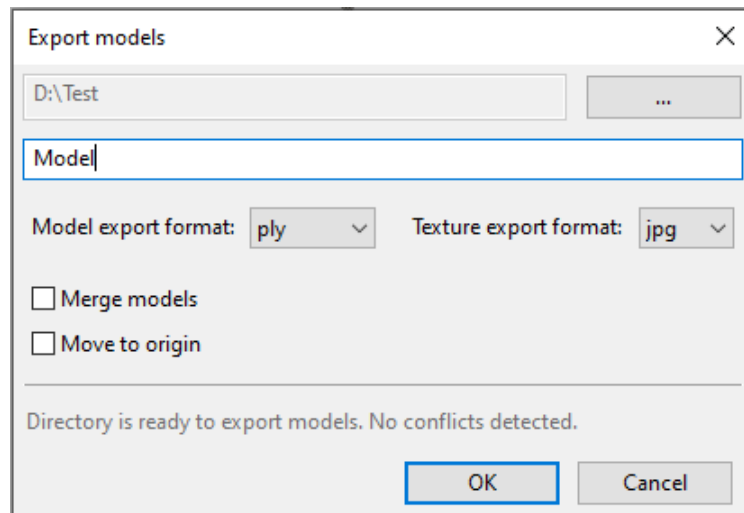 Export models
D:\Test
...
Model
Model export format: ply Texture export format: jpg
Merge models
Move to origin
Directory is ready to export models. No conflicts detected.
OK Cancel